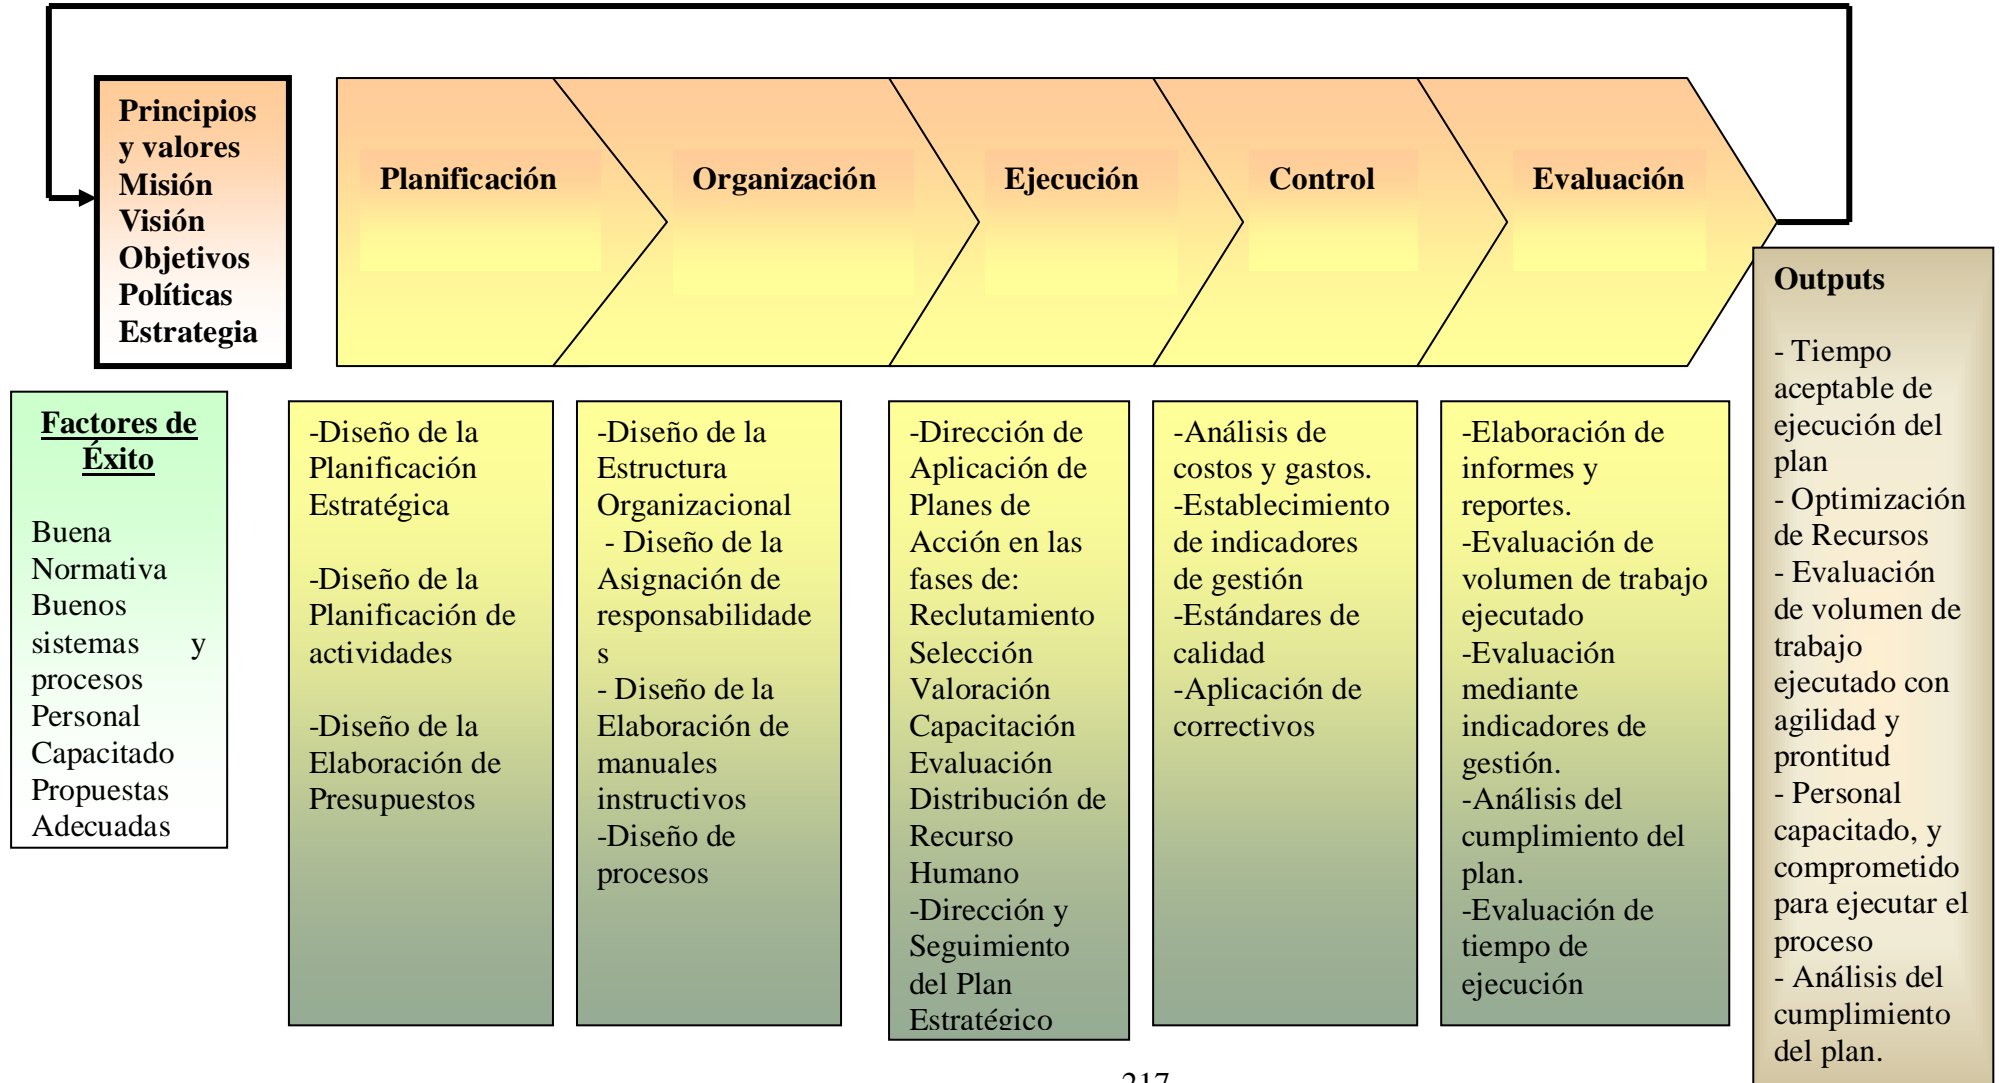 Principios
y valores
Misión
Visión
Objetivos
Políticas
Estrategia
Planificación
Organización
Ejecución
Control
Evaluación
Factores de
Éxito
Buena
Normativa
Buenos
sistemas y
procesos
Personal
Capacitado
Propuestas
Adecuadas
-Diseño de la
Planificación
Estratégica
-Diseño de la
Planificación de
actividades
-Diseño de la
Elaboración de
Presupuestos
-Diseño de la
Estructura
Organizacional
- Diseño de la
Asignación de
responsabilidade
s
- Diseño de la
Elaboración de
manuales
instructivos
-Diseño de
procesos
-Dirección de
Aplicación de
Planes de
Acción en las
fases de:
Reclutamiento
Selección
Valoración
Capacitación
Evaluación
Distribución de
Recurso
Humano
-Dirección y
Seguimiento
del Plan
Estratégico
-Análisis de
costos y gastos.
-Establecimiento
de indicadores
de gestión
-Estándares de
calidad
-Aplicación de
correctivos
-Elaboración de
informes y
reportes.
-Evaluación de
volumen de trabajo
ejecutado
-Evaluación
mediante
indicadores de
gestión.
-Análisis del
cumplimiento del
plan.
-Evaluación de
tiempo de
ejecución
Outputs
- Tiempo
aceptable de
ejecución del
plan
- Optimización
de Recursos
- Evaluación
de volumen de
trabajo
ejecutado con
agilidad y
prontitud
- Personal
capacitado, y
comprometido
para ejecutar el
proceso
- Análisis del
cumplimiento
del plan.
217